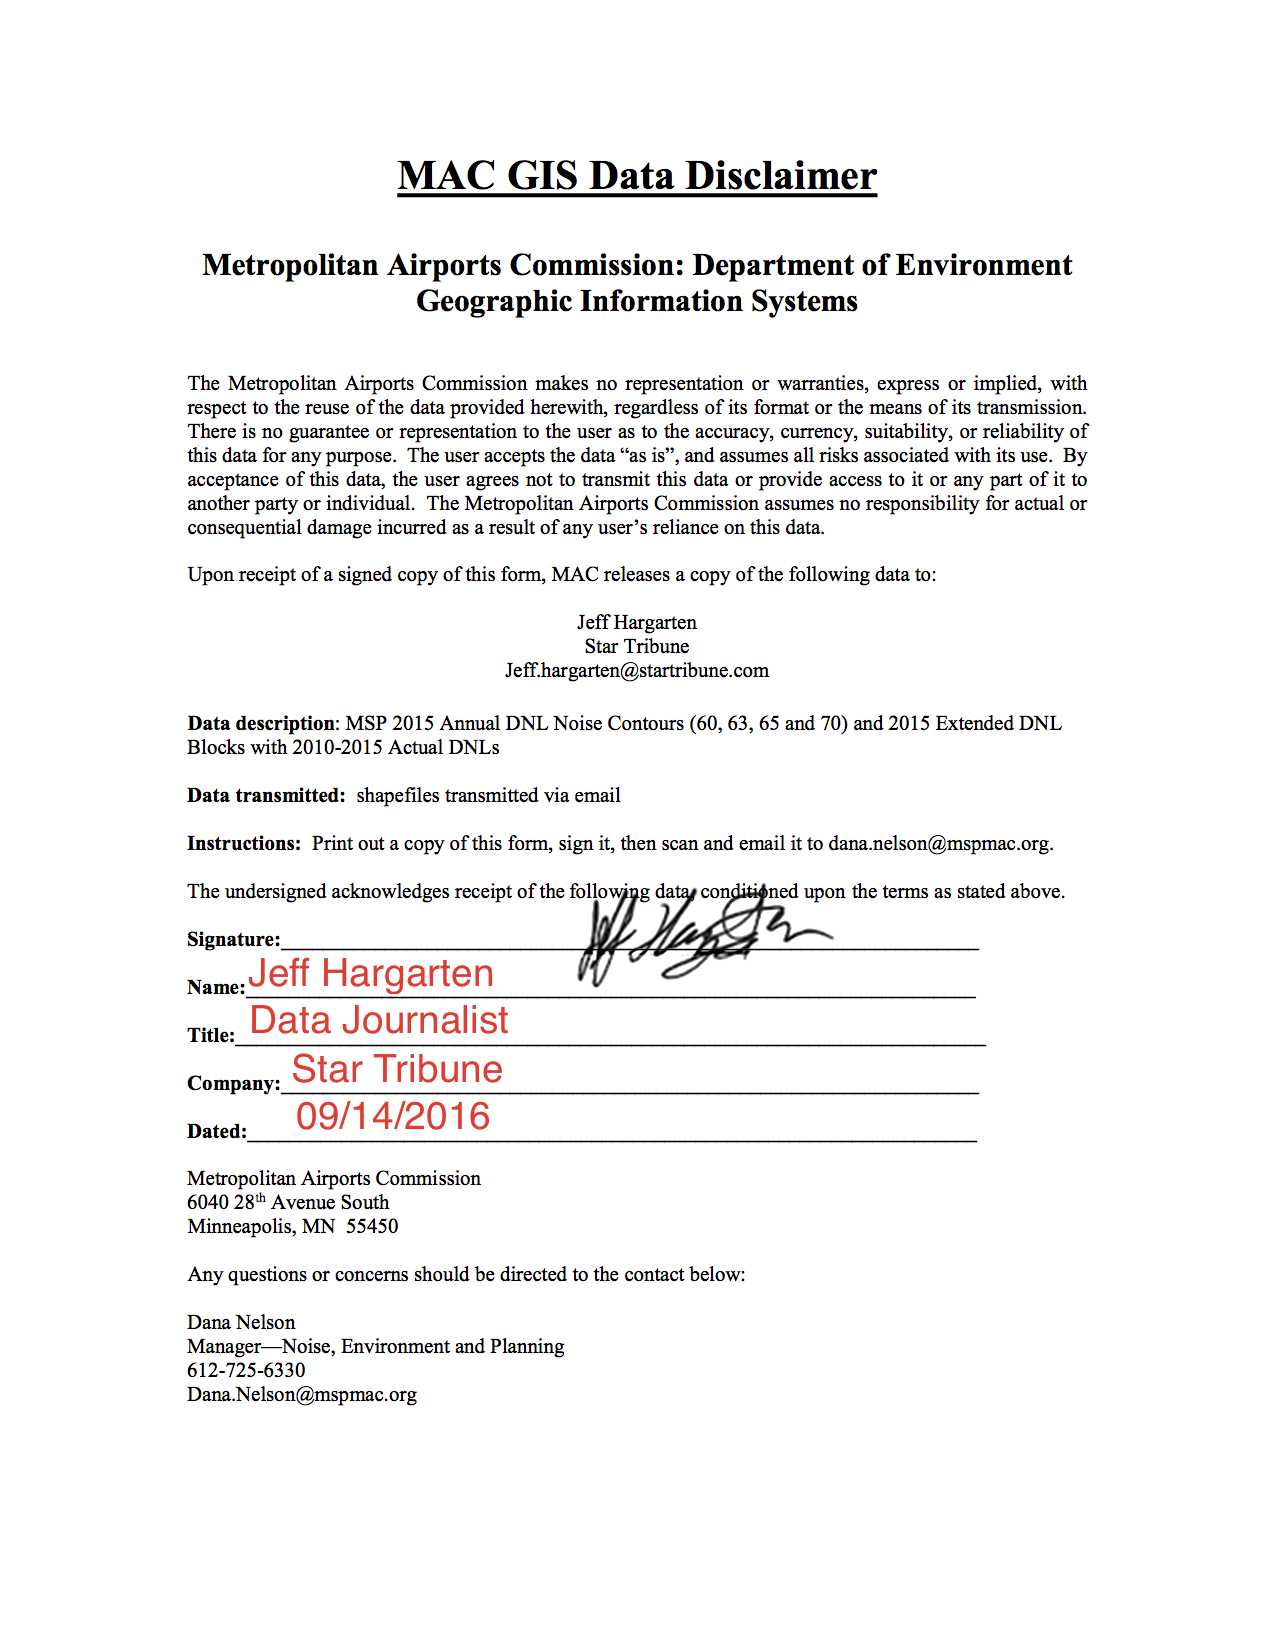 MAC GIS Data Disclaimer
Metropolitan Airports Commission: Department of Environment
Geographic Information Systems
The Metropolitan Airports Commission makes no representation or warranties, express or implied, with
respect to the reuse of the data provided herewith, regardless of its format or the means of its transmission.
There is no guarantee or representation to the user as to the accuracy, currency, suitability, or reliability of
this data for any purpose.  The user accepts the data “as is”, and assumes all risks associated with its use.  By
acceptance of this data, the user agrees not to transmit this data or provide access to it or any part of it to
another party or individual.  The Metropolitan Airports Commission assumes no responsibility for actual or
consequential damage incurred as a result of any user’s reliance on this data.
Upon receipt of a signed copy of this form, MAC releases a copy of the following data to:
Jeff Hargarten
Star Tribune
Jeff.hargarten@startribune.com
Data description: MSP 2015 Annual DNL Noise Contours (60, 63, 65 and 70) and 2015 Extended DNL
Blocks with 2010-2015 Actual DNLs
Data transmitted:  shapefiles transmitted via email
Instructions:  Print out a copy of this form, sign it, then scan and email it to dana.nelson@mspmac.org.
The undersigned acknowledges receipt of the following data, conditioned upon the terms as stated above.
Signature: Jeff Hargarten
Name: Jeff Hargarten
Title: Data Journalist
Company: Star Tribune
Dated: 09/14/2016
Metropolitan Airports Commission
6040 28th Avenue South
Minneapolis, MN  55450
Any questions or concerns should be directed to the contact below:
Dana Nelson
Manager—Noise, Environment and Planning
612-725-6330
Dana.Nelson@mspmac.org